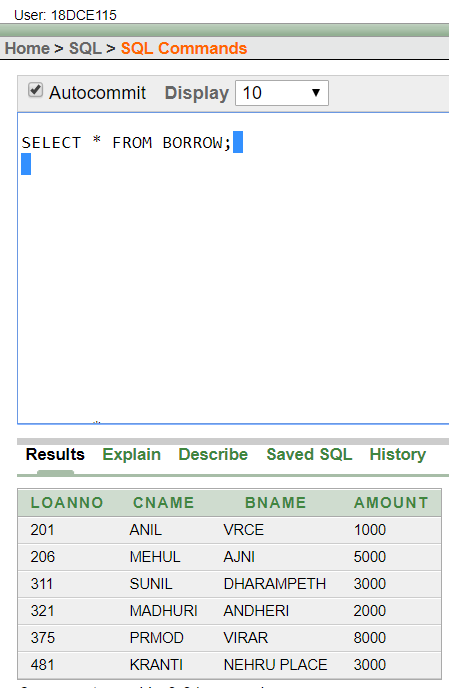 User: 18DCE115
Home > SQL > SQL Commands
Autocommit Display 10
SELECT * FROM BORROW;
Results Explain Describe Saved SQL History
LOANNO CNAME BNAME AMOUNT
201 ANIL VRCE 1000
206 MEHUL AJNI 5000
311 SUNIL DHARAMPETH 3000
321 MADHURI ANDHERI 2000
375 PRMOD VIRAR 8000
481 KRANTI NEHRU PLACE 3000